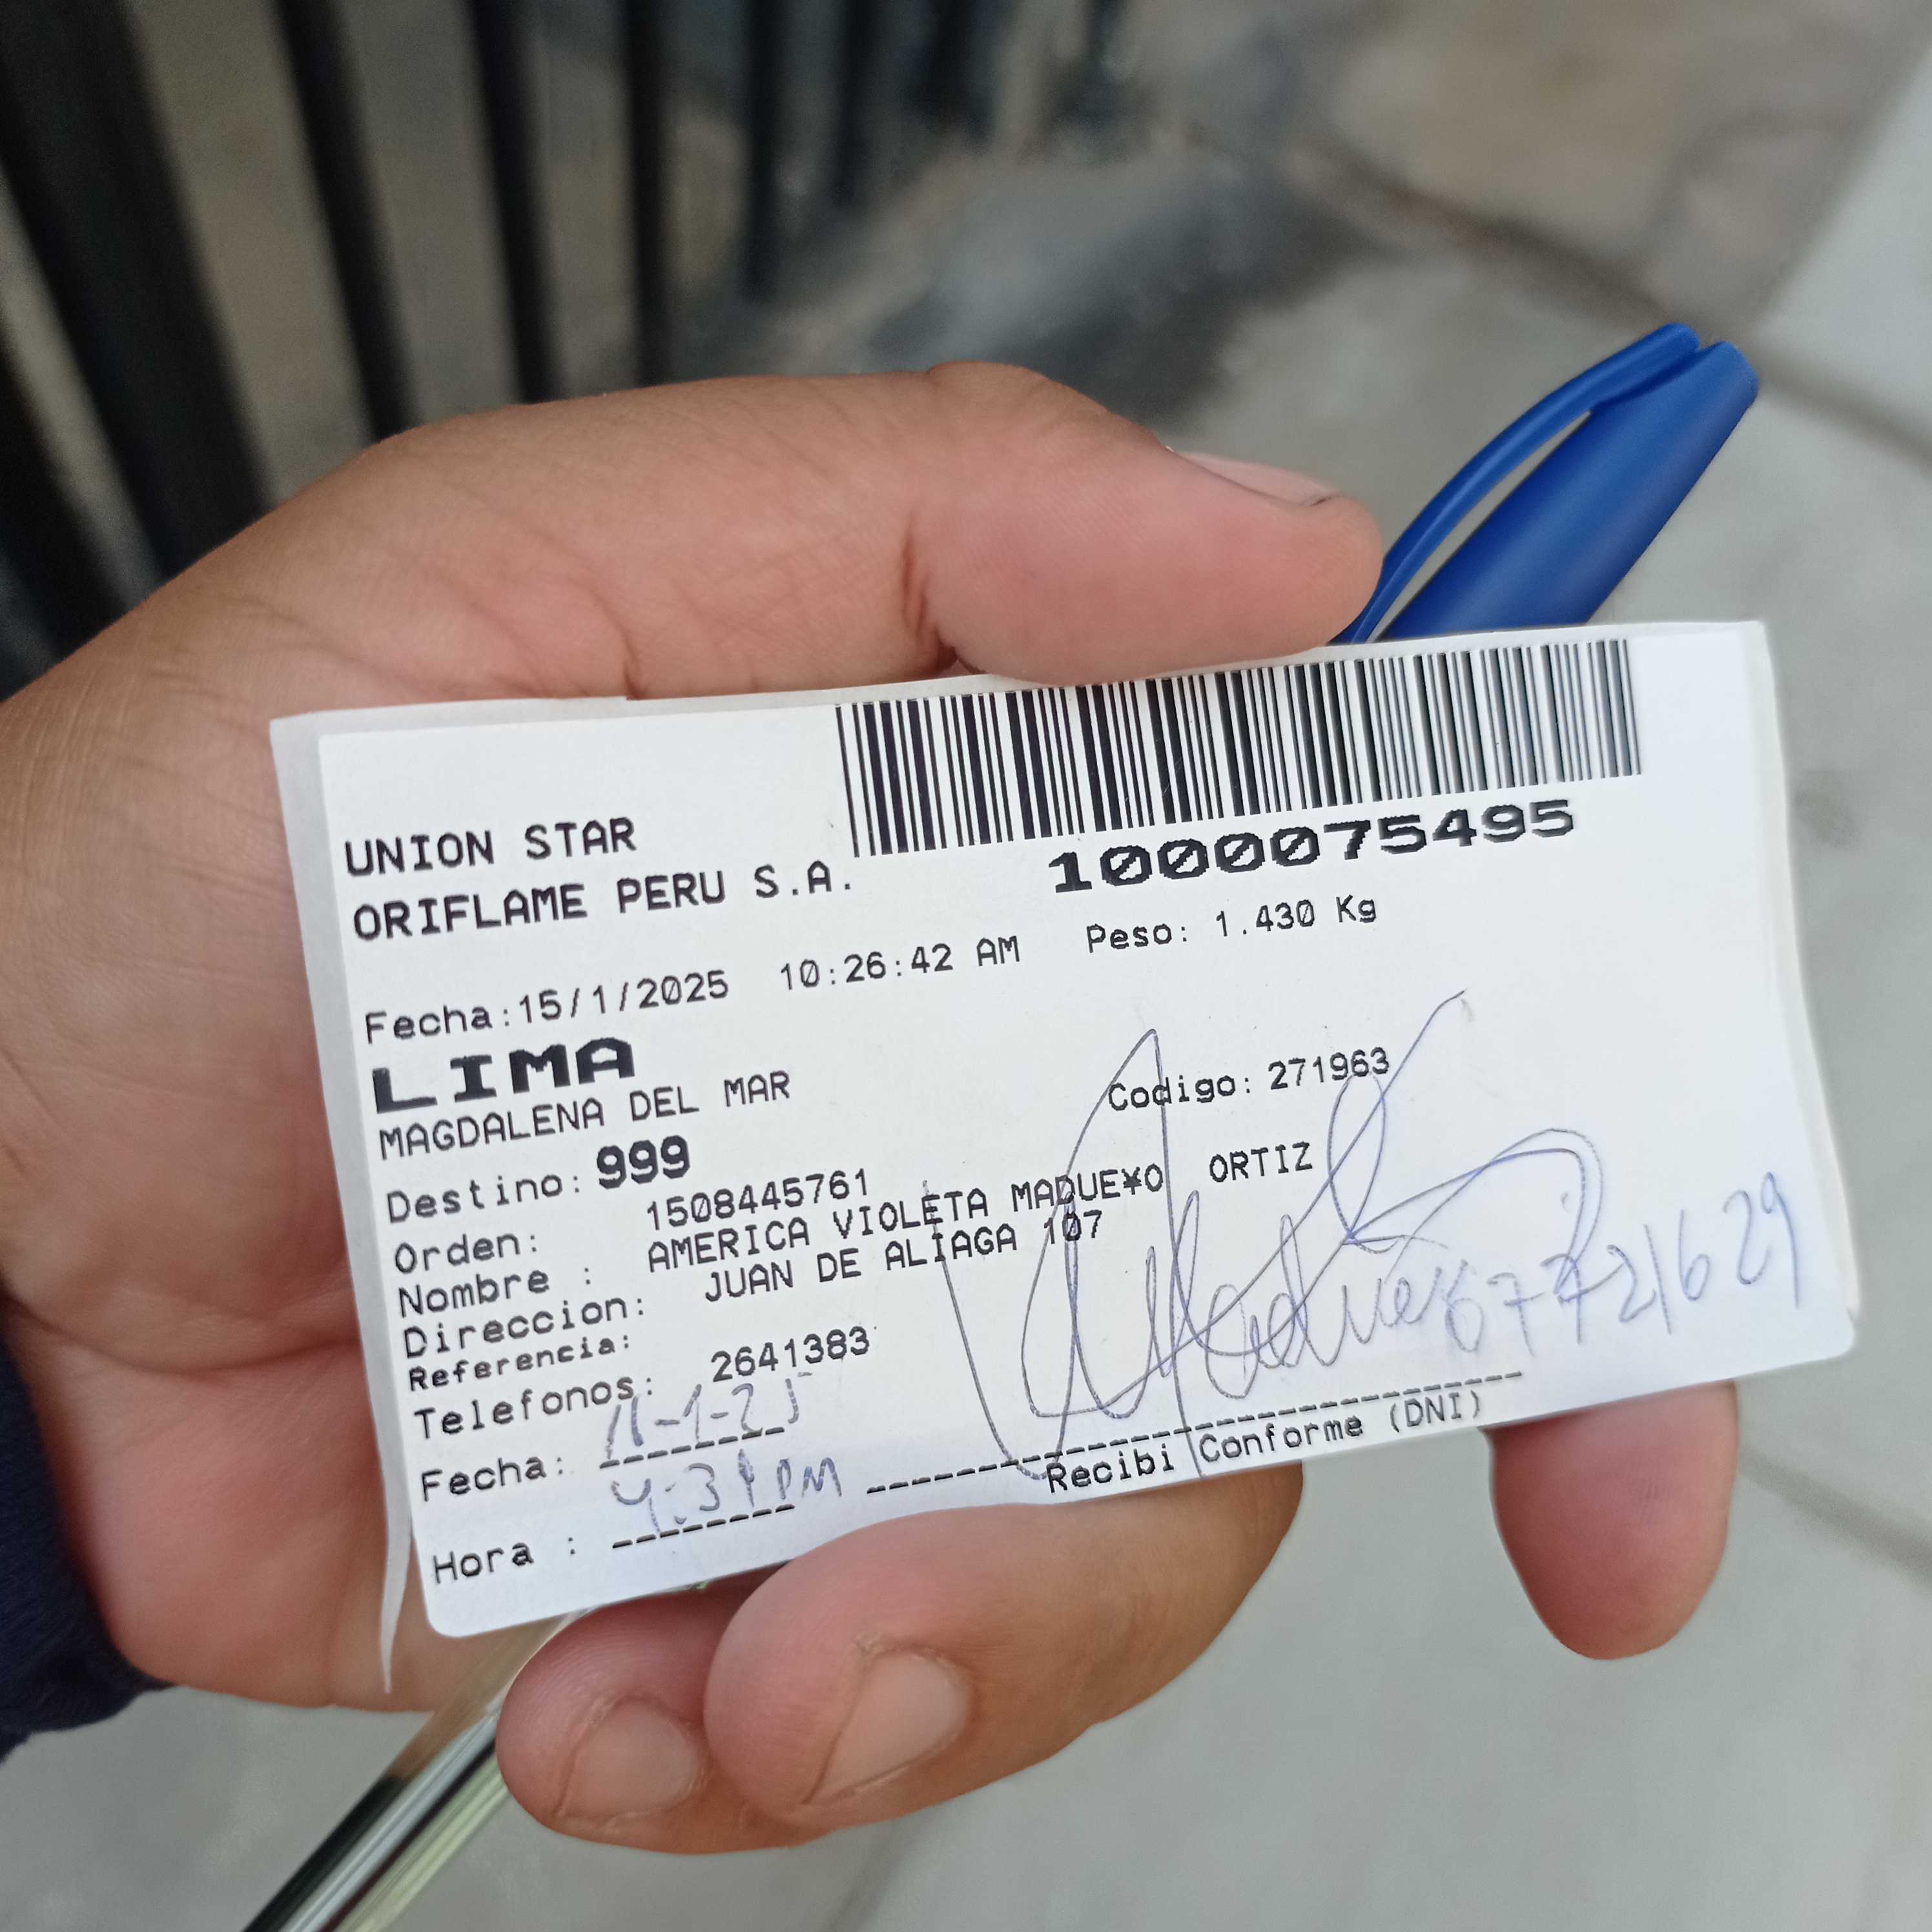 1000075495
UNION STAR
ORIFLAME PERU S.A.
Fecha:15/1/2025 10:26:42 AM Peso: 1.430 Kg
LIMA
MAGDALENA DEL MAR Codigo: 271963
Destino: 999
Orden: 1508445761
Nombre : AMERICA VIOLETA MADUE¥O ORTIZ
Direccion: JUAN DE ALIAGA 107
Referencia:
Telefonos: 2641383
Fecha:
Hora : 4:31PM
Recibi Conforme (DNI)